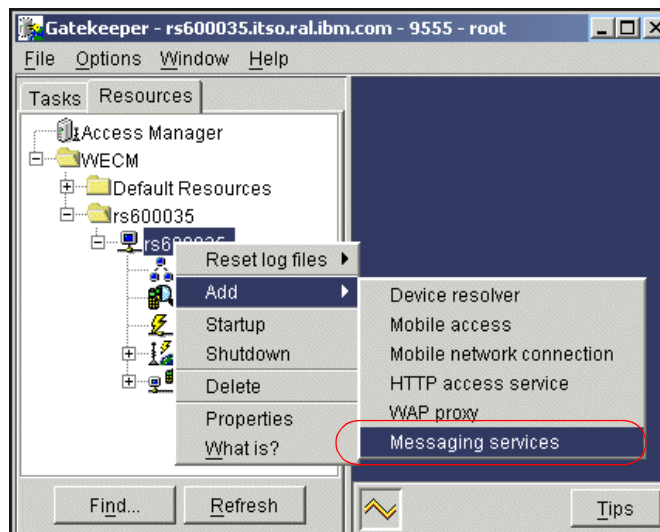 Gatekeeper - rs600035.itso.ral.ibm.com - 9555 - root
File Options Window Help
Tasks Resources
Access Manager
WECM
Default Resources
rs600035
rs600035
Reset log files
Add
Startup
Shutdown
Delete
Properties
What is?
Device resolver
Mobile access
Mobile network connection
HTTP access service
WAP proxy
Messaging services
Find... Refresh
Tips